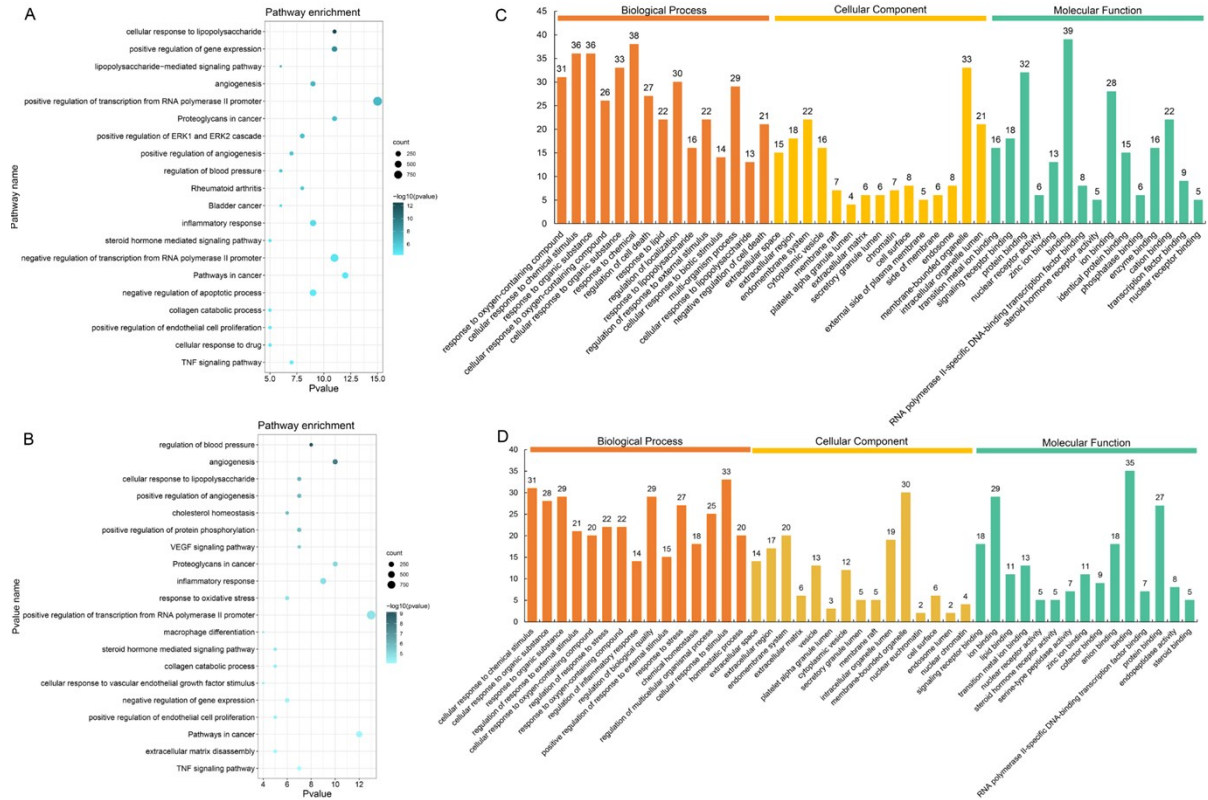 A
Pathway enrichment
cellular response to lipopolysaccharide
positive regulation of gene expression
lipopolysaccharide-mediated signaling pathway
angiogenesis
positive regulation of transcription from RNA polymerase II promoter
Proteoglycans in cancer
positive regulation of ERK1 and ERK2 cascade
positive regulation of angiogenesis
regulation of blood pressure
Rheumatoid arthritis
Bladder cancer
inflammatory response
steroid hormone mediated signaling pathway
negative regulation of transcription from RNA polymerase II promoter
Pathways in cancer
negative regulation of apoptotic process
collagen catabolic process
positive regulation of endothelial cell proliferation
cellular response to drug
TNF signaling pathway
Pathway name
5.0 7.5 10.0 12.5 15.0
Pvalue
count
250
500
750
−log10(pvalue)
12
10
8
6
C
Biological Process
Cellular Component
Molecular Function
45
40
35
30
25
20
15
10
5
0
31 36 36 26 33 38 27 22 30 16 22 14 29 13 21 15 18 22 16 7 4 6 6 7 8 5 6 8 33 21 16 18 32 6 13 39 8 5 28 15 6 16 22 9 5
response to oxygen-containing compound
response to chemical stimulus
cellular response to organic substance
cellular response to oxygen-containing compound
cellular response to organic substance
response to chemical
regulation of cell death
response to lipid
regulation of localization
response to lipopolysaccharide
regulation of response to external stimulus
response to biotic stimulus
multi-organism process
cellular response to lipopolysaccharide
negative regulation of cell death
extracellular space
extracellular region
endomembrane system
cytoplasmic vesicle
membrane raft
platelet alpha granule lumen
extracellular matrix
secretory granule lumen
chromatin
cell surface
external side of plasma membrane
side of membrane
endosome
membrane-bounded organelle
intracellular organelle lumen
transition metal ion binding
signaling receptor binding
protein binding
nuclear receptor activity
zinc ion binding
binding
RNA polymerase II-specific DNA-binding transcription factor binding
steroid hormone receptor activity
ion binding
identical protein binding
phosphatase binding
enzyme binding
cation binding
transcription factor binding
nuclear receptor binding
B
Pathway enrichment
regulation of blood pressure
angiogenesis
cellular response to lipopolysaccharide
positive regulation of angiogenesis
cholesterol homeostasis
positive regulation of protein phosphorylation
VEGF signaling pathway
Proteoglycans in cancer
inflammatory response
response to oxidative stress
positive regulation of transcription from RNA polymerase II promoter
macrophage differentiation
steroid hormone mediated signaling pathway
collagen catabolic process
cellular response to vascular endothelial growth factor stimulus
negative regulation of gene expression
positive regulation of endothelial cell proliferation
Pathways in cancer
extracellular matrix disassembly
TNF signaling pathway
Pvalue name
4 6 8 10 12
Pvalue
count
250
500
700
−log10(pvalue)
9
8
7
6
5
D
Biological Process
Cellular Component
Molecular Function
40
35
30
25
20
15
10
5
0
31 28 29 21 20 22 22 14 29 15 27 18 25 33 20 14 17 20 6 13 3 12 5 5 19 30 2 6 2 4 18 29 11 13 5 5 7 11 9 18 35 7 27 8 5
cellular response to chemical stimulus
cellular response to organic substance
cellular response to organic substance
regulation of response to external stimulus
cellular response to oxygen-containing compound
regulation of response to stress
response to oxygen-containing compound
regulation of inflammatory response
regulation of biological quality
positive regulation of response to external stimulus
response to stress
chemical homeostasis
regulation of multicellular organismal process
cellular response to stimulus
homeostatic process
extracellular space
extracellular region
endomembrane system
extracellular matrix
vesicle
platelet alpha granule
cytoplasmic vesicle
secretory granule lumen
membrane raft
intracellular organelle lumen
membrane-bounded organelle
nuclear euchromatin
cell surface
endosome lumen
nuclear chromatin
signaling receptor binding
ion binding
lipid binding
transition metal ion binding
nuclear receptor activity
steroid hormone receptor activity
serine-type peptidase activity
zinc ion binding
cofactor binding
anion binding
binding
RNA polymerase II-specific DNA-binding transcription factor binding
protein binding
endopeptidase activity
steroid binding